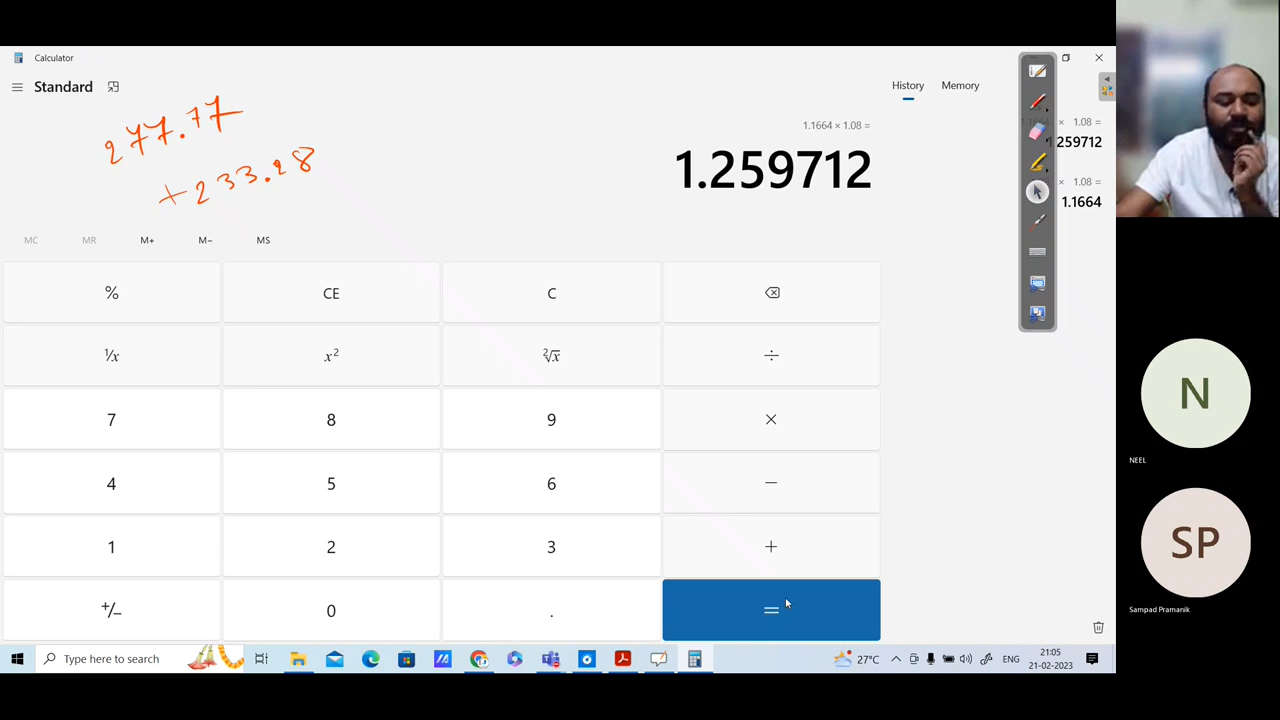 Calculator
Standard
History
Memory
277.77
+233.28
1.1664 × 1.08 =
1.259712
1.1664 × 1.08 =
1.259712
× 1.08 =
1.1664
MC MR M+ M− MS
% CE C
¹/x x² ²√x ÷
7 8 9 ×
4 5 6 −
1 2 3 +
+/− 0 . =
N
NEEL
SP
Sampad Pramanik
Type here to search
27°C
ENG
21:05
21-02-2023